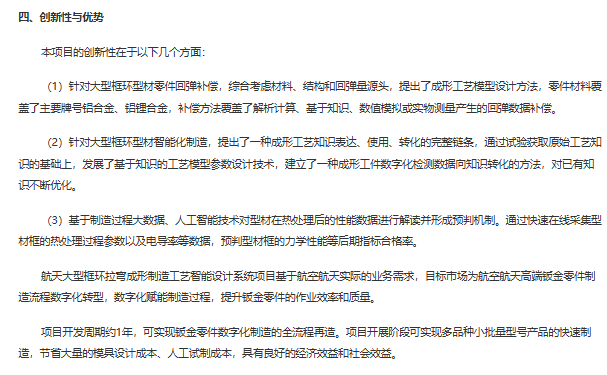 四、创新性与优势
本项目的创新性在于以下几个方面：
（1）针对大型框环型材零件回弹补偿，综合考虑材料、结构和回弹量源头，提出了成形工艺模型设计方法，零件材料覆
盖了主要牌号铝合金、铝锂合金，补偿方法覆盖了解析计算、基于知识、数值模拟或实物测量产生的回弹数据补偿。
（2）针对大型框环型材智能化制造，提出了一种成形工艺知识表达、使用、转化的完整链条，通过试验获取原始工艺知
识的基础上，发展了基于知识的工艺模型参数设计技术，建立了一种成形工件数字化检测数据向知识转化的方法，对已有知
识不断优化。
（3）基于制造过程大数据、人工智能技术对型材在热处理后的性能数据进行解读并形成预判机制。通过快速在线采集型
材框的热处理过程参数以及电导率等数据，预判型材框的力学性能等后期指标合格率。
航天大型框环拉弯成形制造工艺智能设计系统项目基于航空航天实际的业务需求，目标市场为航空航天高端钣金零件制
造流程数字化转型，数字化赋能制造过程，提升钣金零件的作业效率和质量。
项目开发周期约1年，可实现钣金零件数字化制造的全流程再造。项目开展阶段可实现多品种小批量型号产品的快速制
造，节省大量的模具设计成本、人工试制成本，具有良好的经济效益和社会效益。